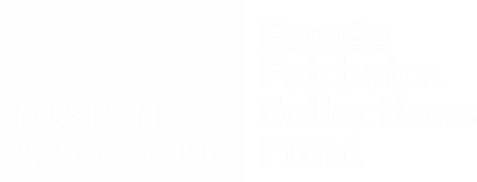 MUSEUMS
ASSOCIATION
Esmée
Fairbairn
Collections
Fund